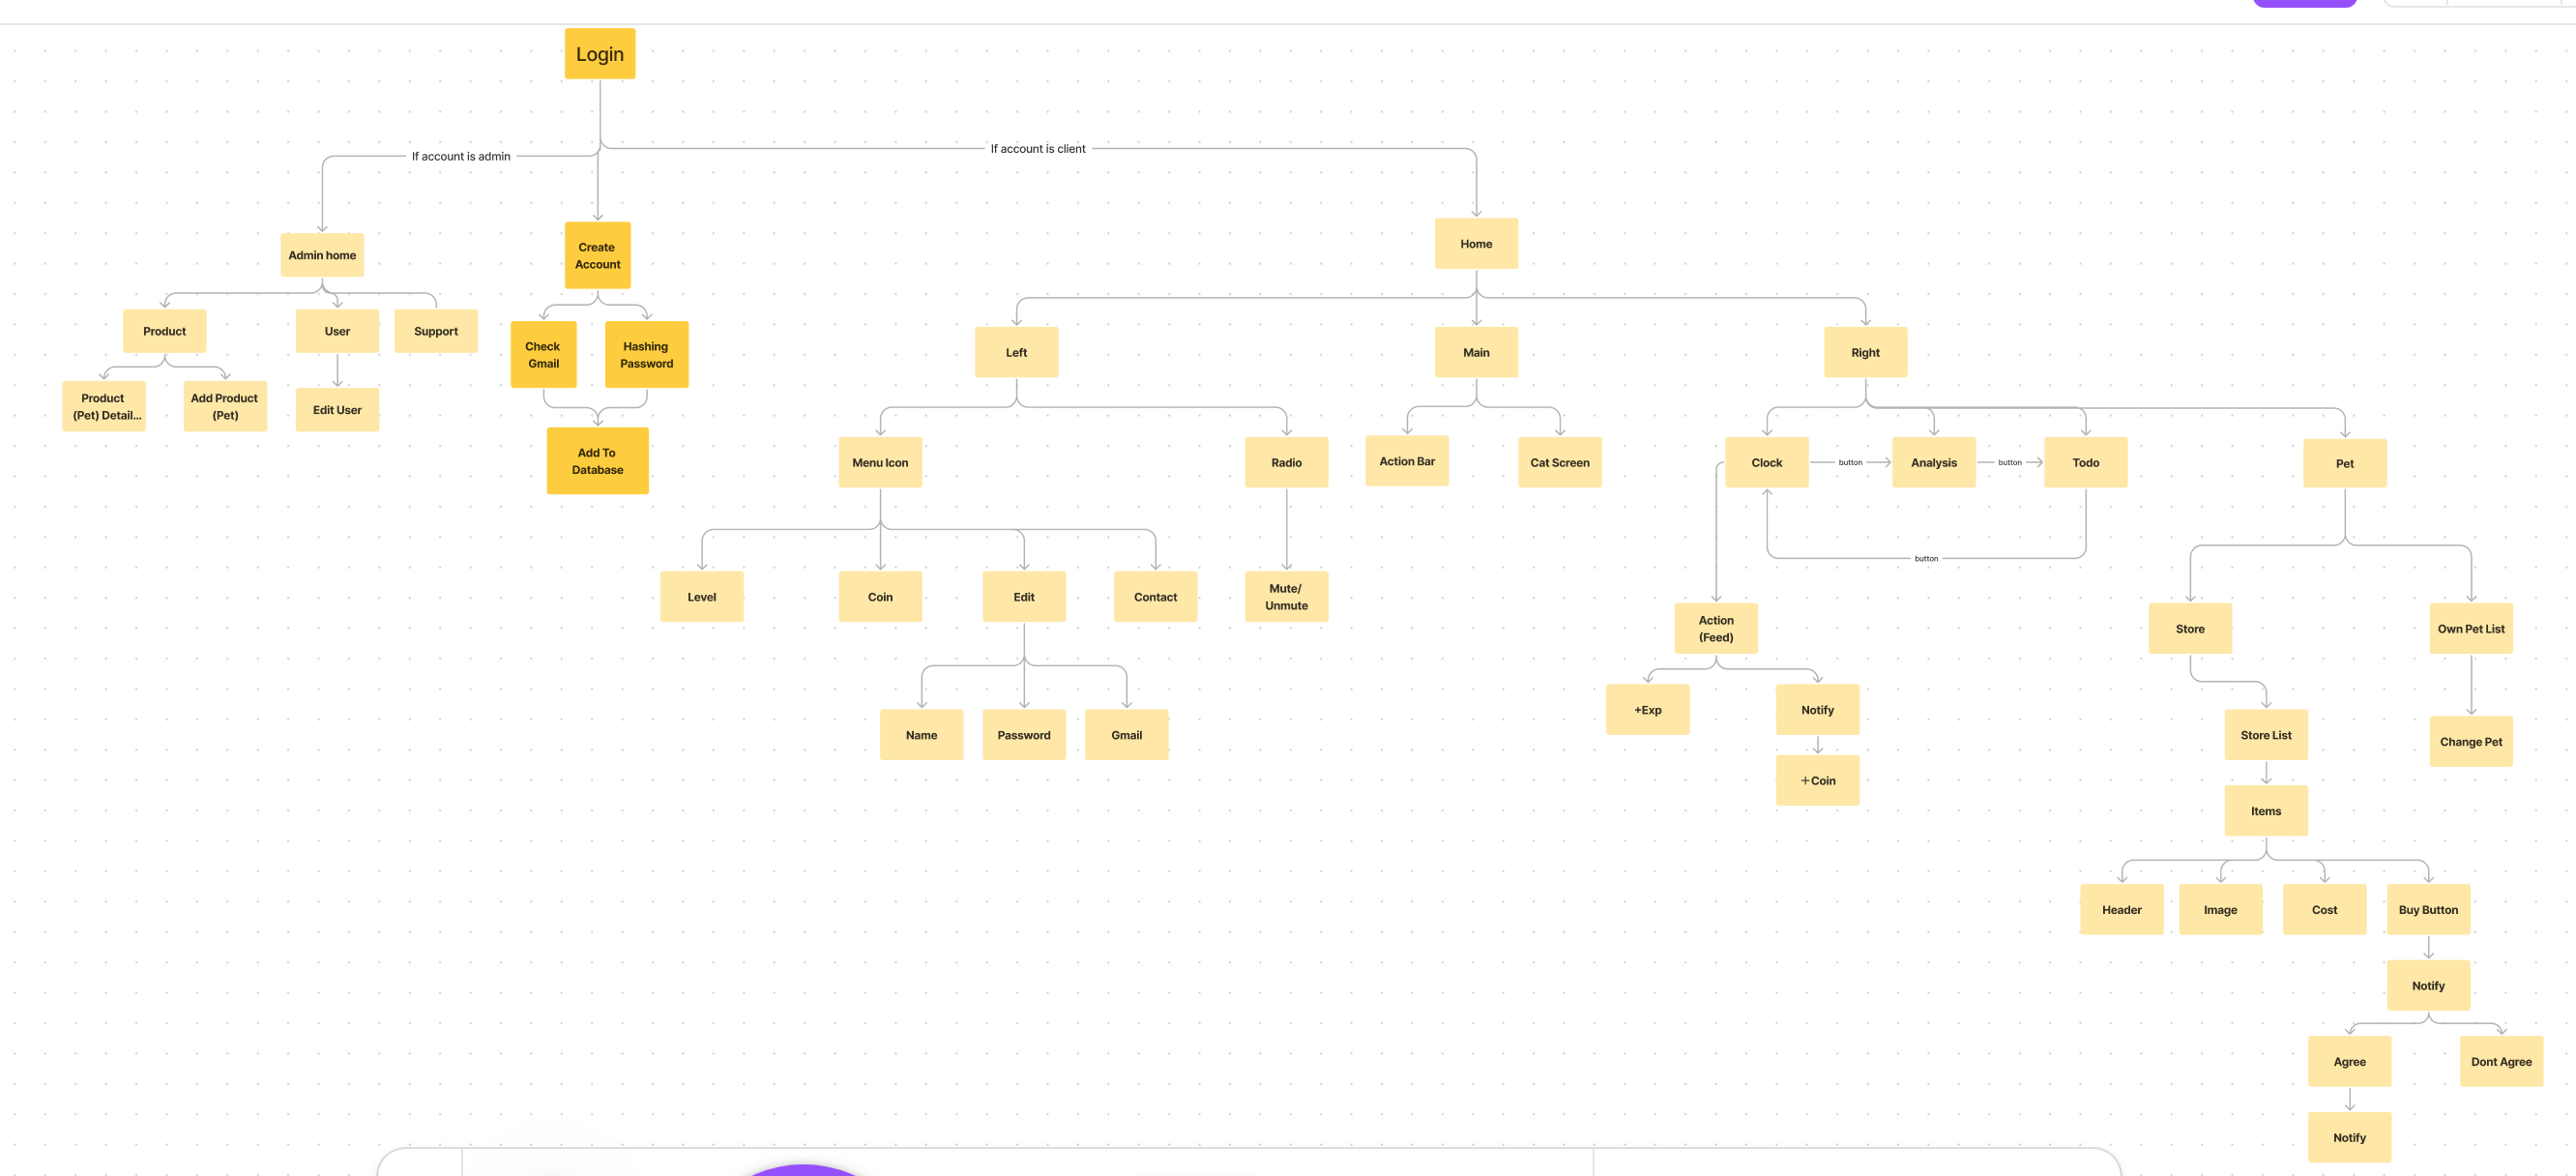 Login
If account is admin
If account is client
Admin home
Create
Account
Home
Product
User
Support
Check
Gmail
Hashing
Password
Left
Main
Right
Product
(Pet) Detail...
Add Product
(Pet)
Edit User
Add To
Database
Menu Icon
Radio
Action Bar
Cat Screen
Clock
button
Analysis
button
Todo
Pet
button
Level
Coin
Edit
Contact
Mute/
Unmute
Action
(Feed)
Store
Own Pet List
Name
Password
Gmail
+Exp
Notify
Store List
Change Pet
+Coin
Items
Header
Image
Cost
Buy Button
Notify
Agree
Dont Agree
Notify